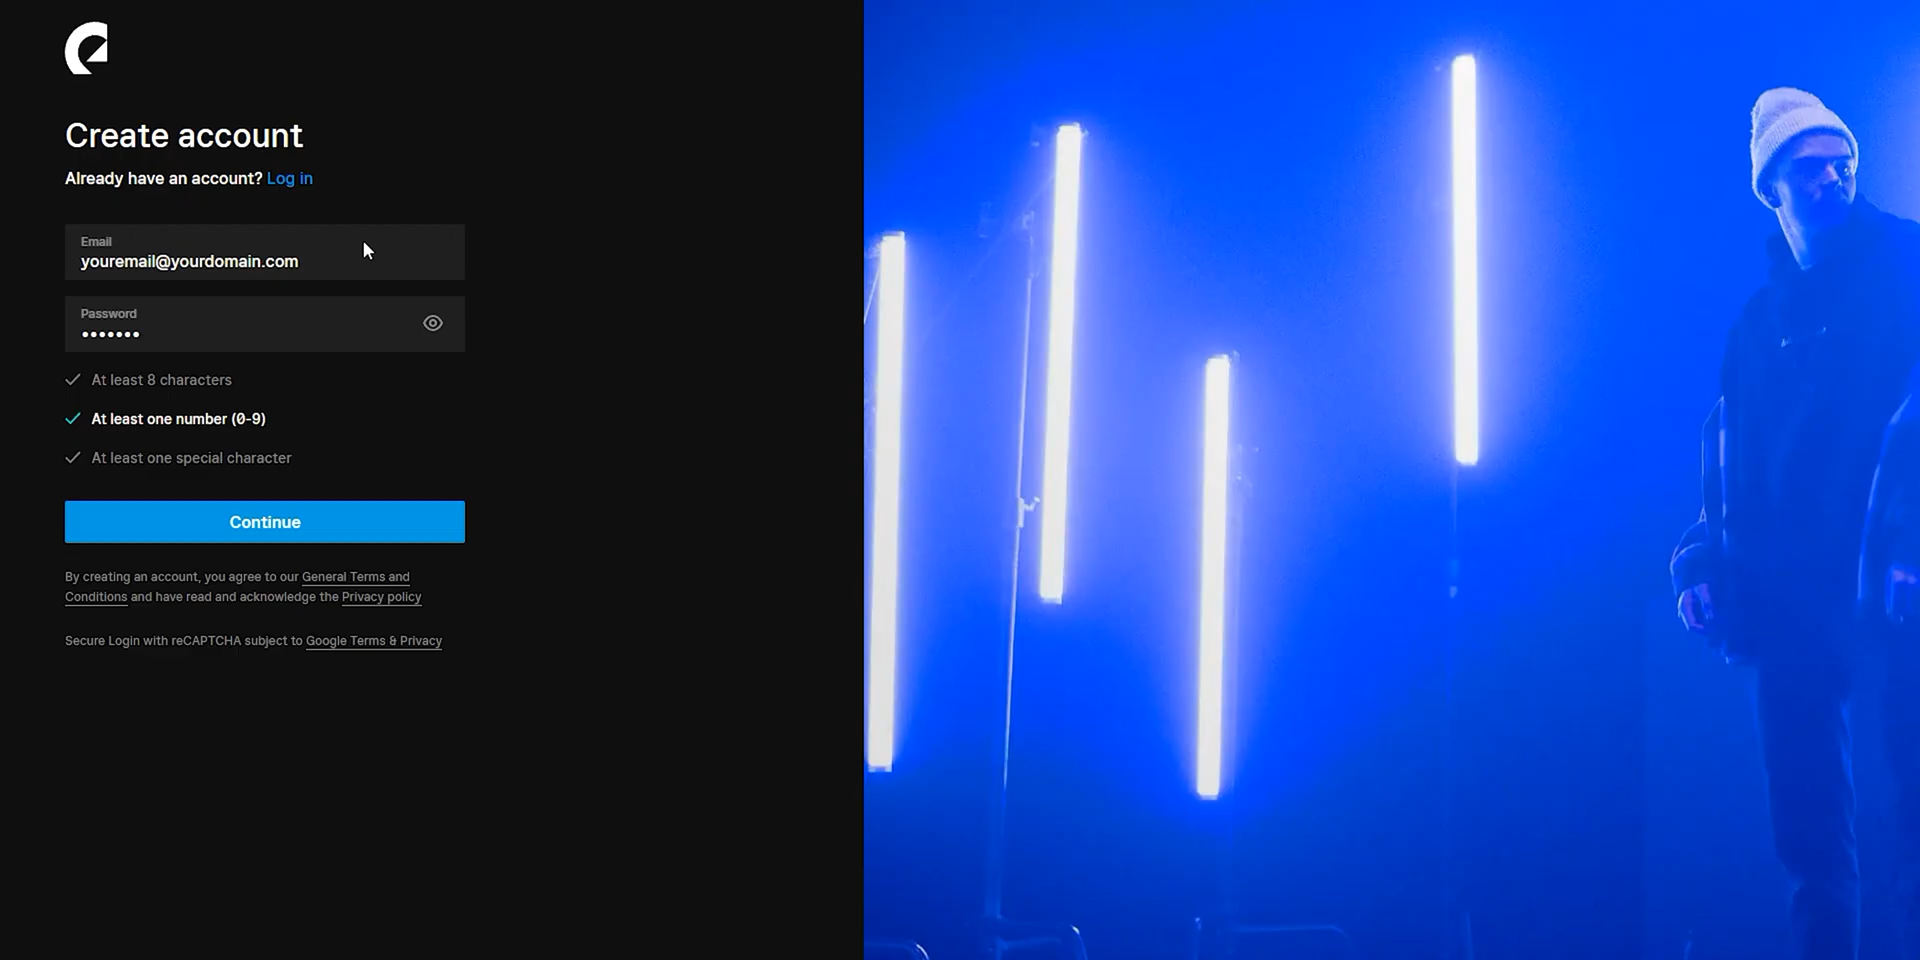 Create account
Already have an account? Log in
Email
youremail@yourdomain.com
Password
•••••••
At least 8 characters
At least one number (0-9)
At least one special character
Continue
By creating an account, you agree to our General Terms and
Conditions and have read and acknowledge the Privacy policy
Secure Login with reCAPTCHA subject to Google Terms & Privacy